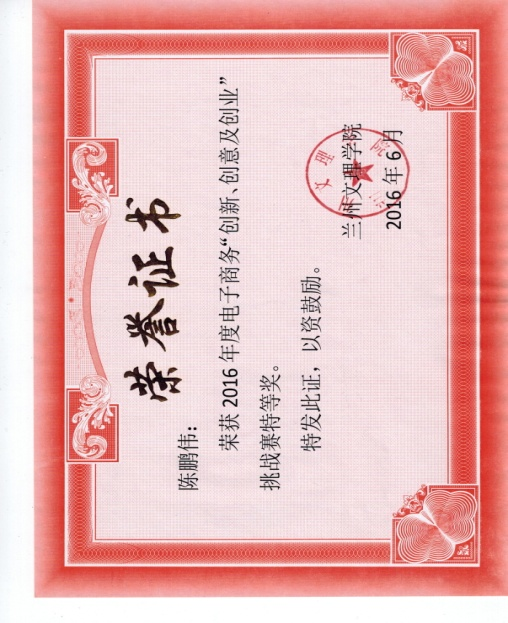 荣誉证书
陈鹏伟：
荣获 2016 年度电子商务“创新、创意及创业”
挑战赛特等奖。
特发此证，以资鼓励。
兰州文理学院
2016 年 6 月